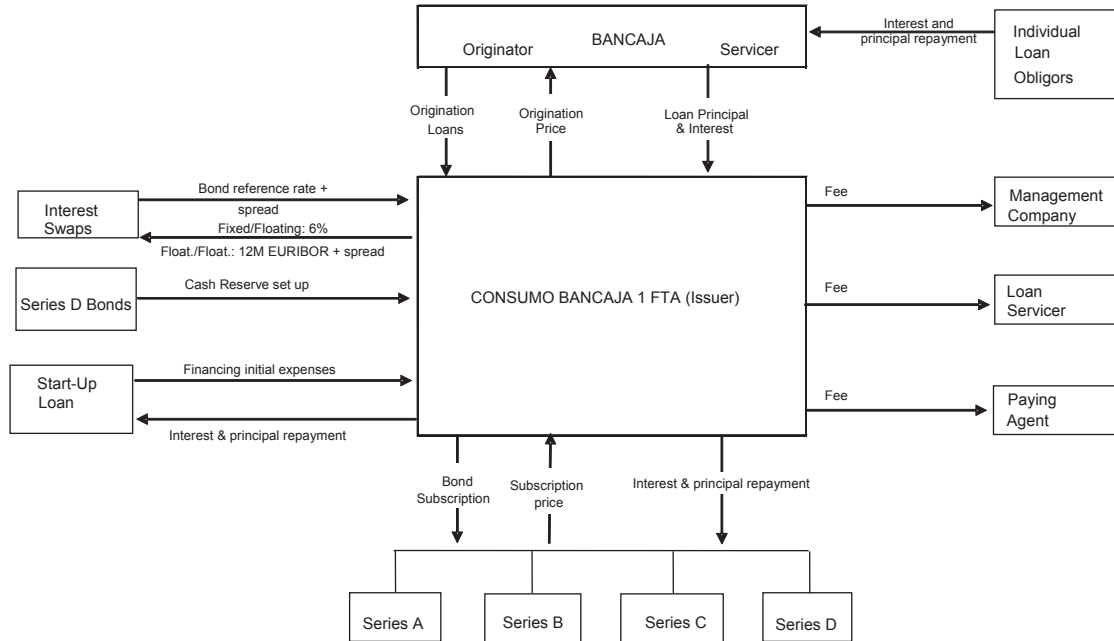 BANCAJA
Originator
Servicer
Interest and
principal repayment
Individual
Loan
Obligors
Origination
Loans
Origination
Price
Loan Principal
& Interest
Interest
Swaps
Bond reference rate +
spread
Fixed/Floating: 6%
Float./Float.: 12M EURIBOR + spread
Series D Bonds
Cash Reserve set up
Start-Up
Loan
Financing initial expenses
Interest & principal repayment
CONSUMO BANCAJA 1 FTA (Issuer)
Fee
Management
Company
Fee
Loan
Servicer
Fee
Paying
Agent
Bond
Subscription
Subscription
price
Interest & principal repayment
Series A
Series B
Series C
Series D